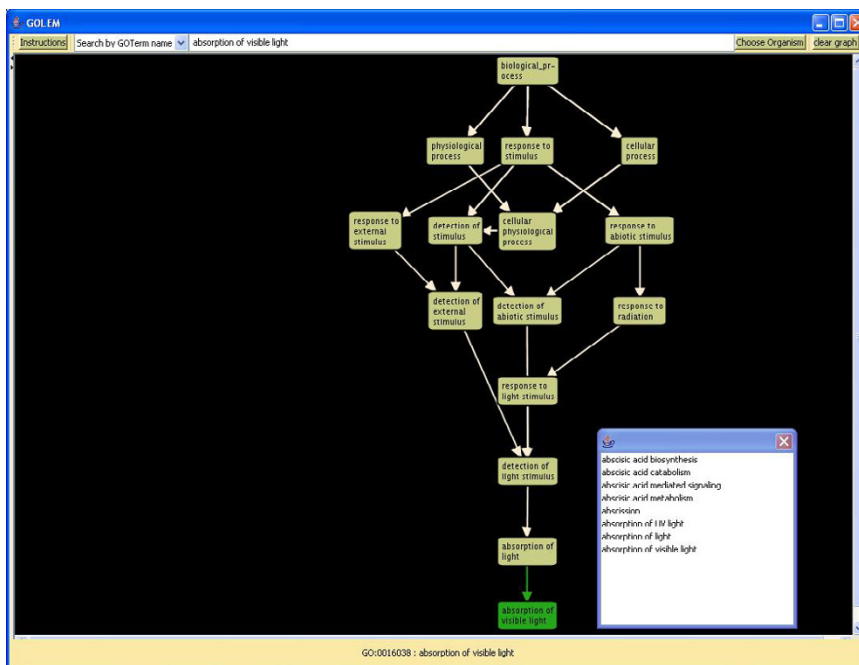 GOLEM
Instructions Search by GOTerm name absorption of visible light Choose Organism clear graph
biological_pr-
ocess
physiological
process
response to
stimulus
cellular
process
response to
external
stimulus
detection of
stimulus
cellular
physiological
process
response to
abiotic stimulus
detection of
external
stimulus
detection of
abiotic stimulus
response to
radiation
response to
light stimulus
detection of
light stimulus
absorption of
light
absorption of
visible light
abscisic acid biosynthesis
abscisic acid catabolism
abscisic acid mediated signaling
abscisic acid metabolism
abscission
absorption of UV light
absorption of light
absorption of visible light
GO:0016038 : absorption of visible light